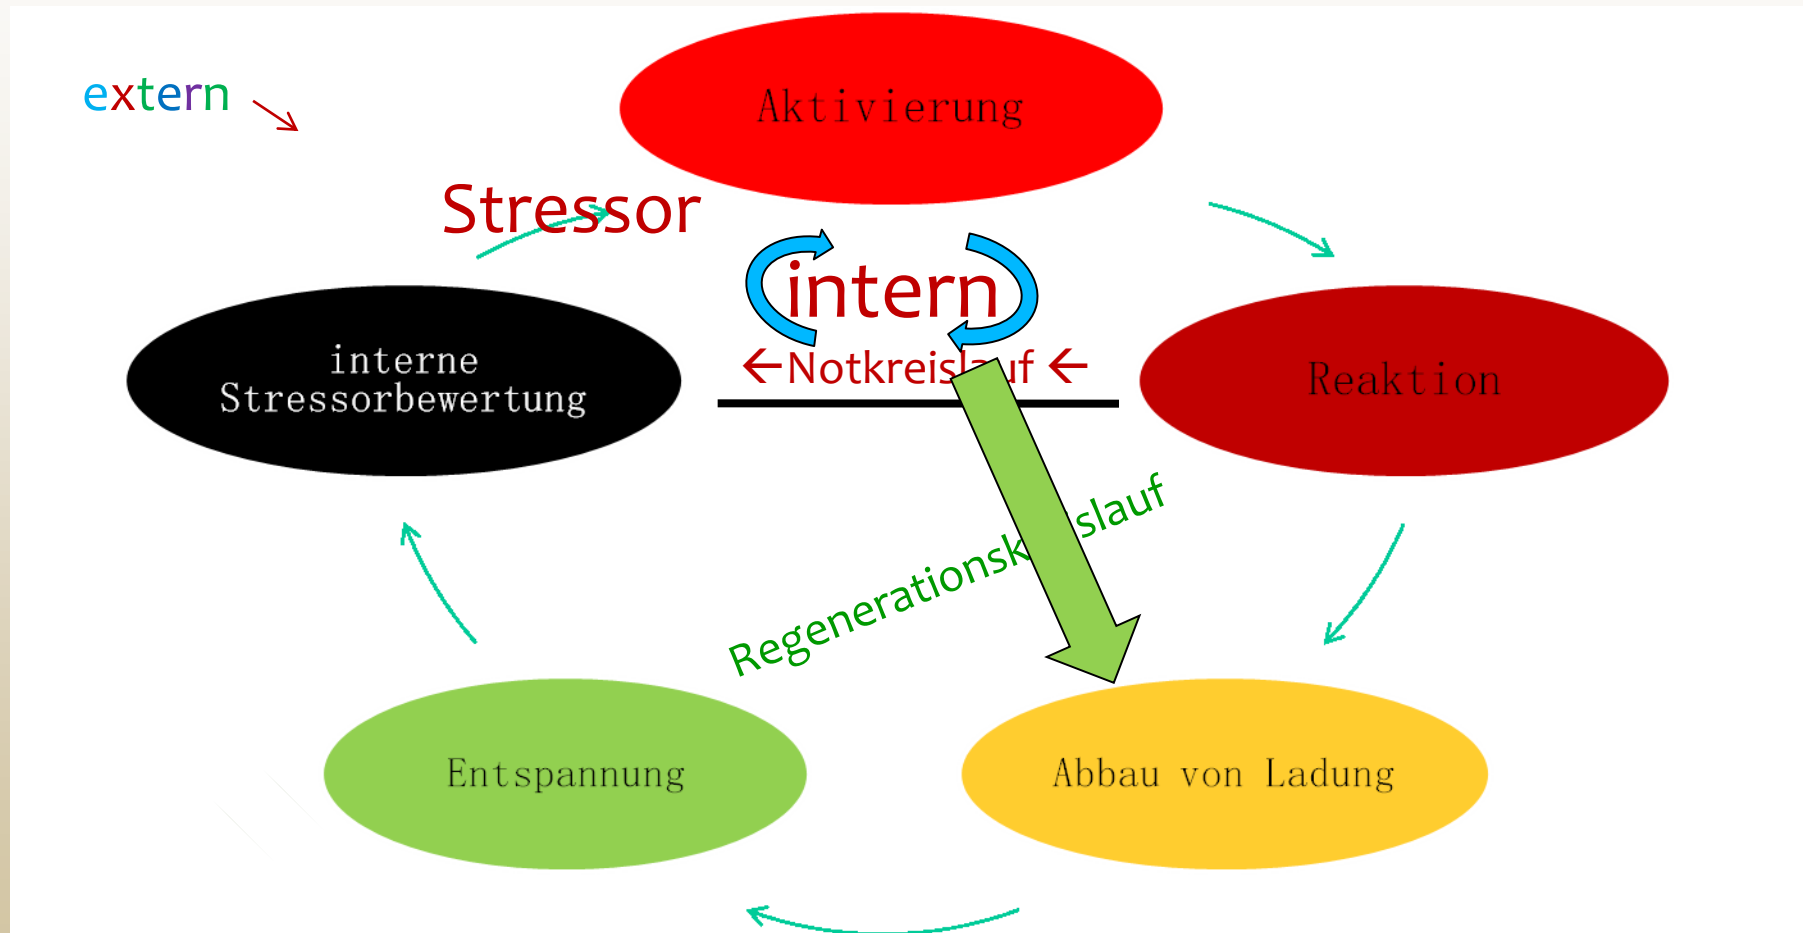 extern
Aktivierung
Stressor
intern
interne
Stressorbewertung
←Notkreislauf ←
Reaktion
Regenerationskreislauf
Entspannung
Abbau von Ladung